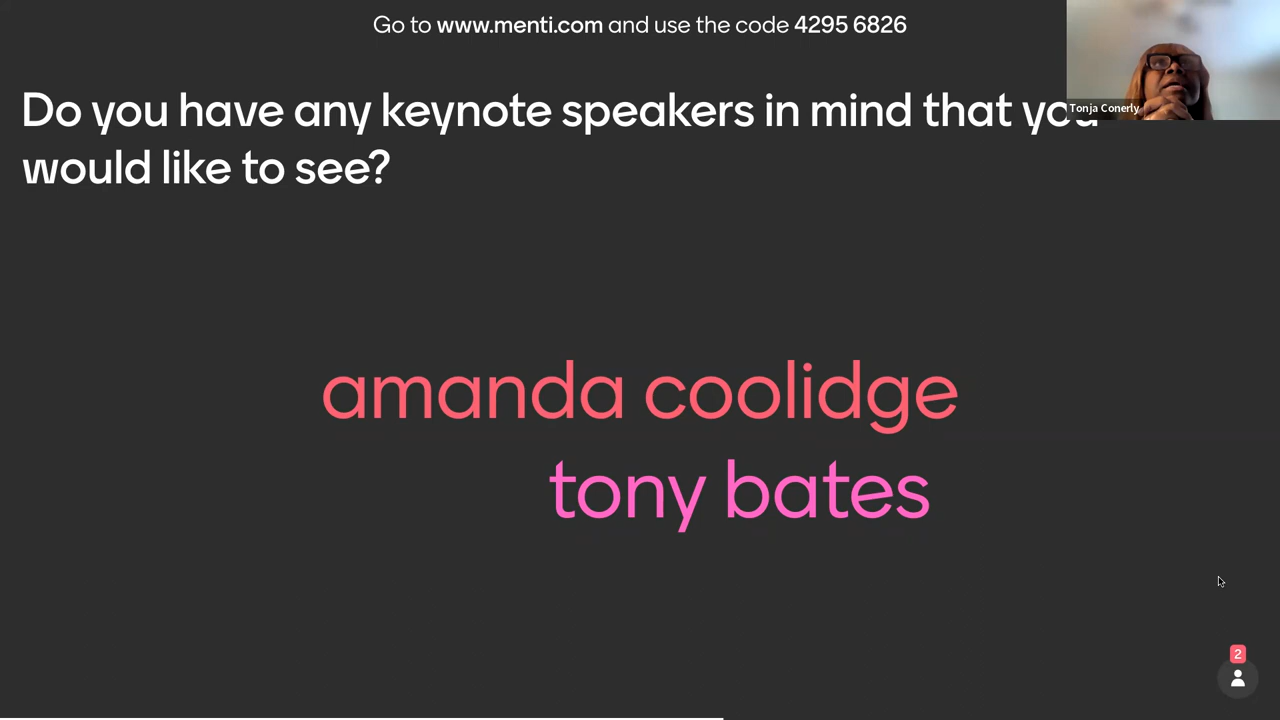 Go to www.menti.com and use the code 4295 6826
Do you have any keynote speakers in mind that you
would like to see?
Tonja Conerly
amanda coolidge
tony bates
2